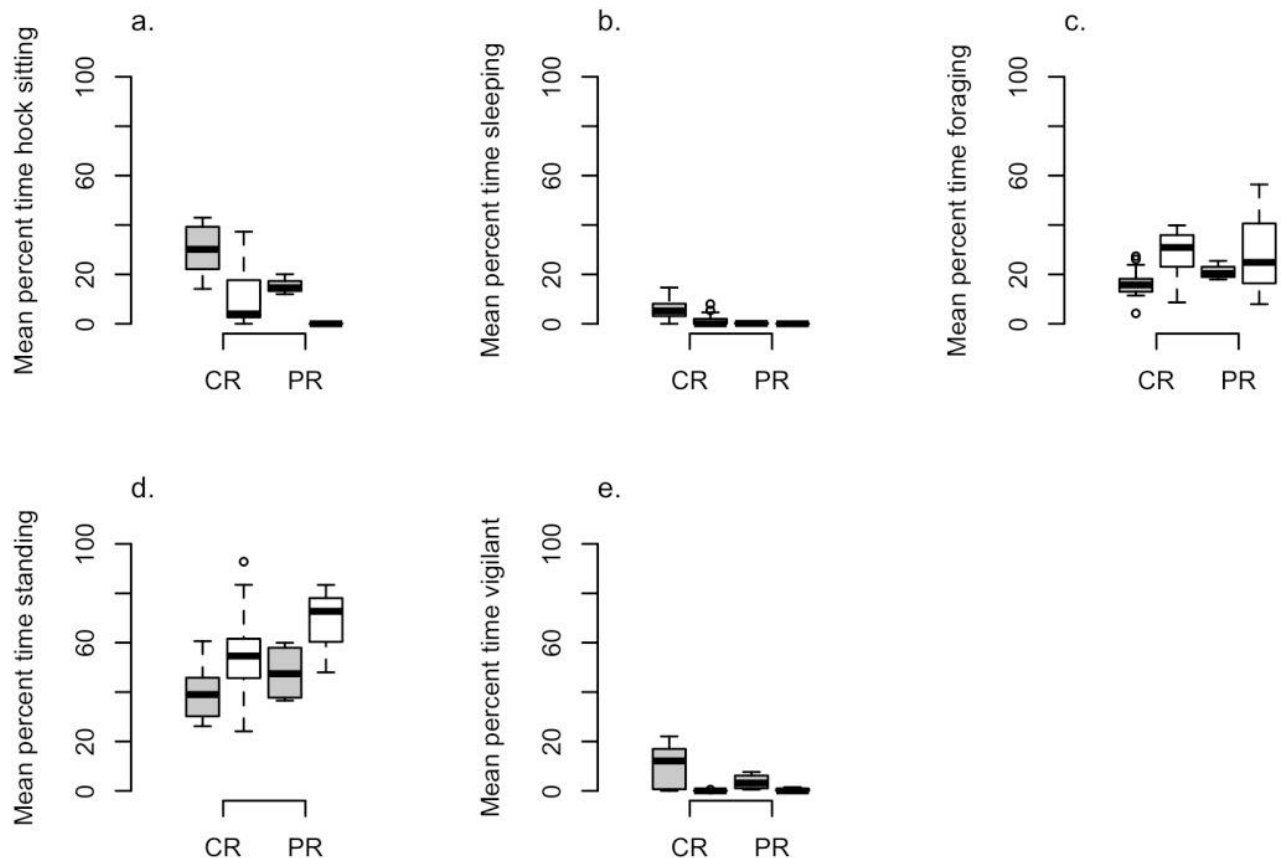 a.
Mean percent time hock sitting
100
60
20
0
CR PR
b.
Mean percent time sleeping
100
60
20
0
CR PR
c.
Mean percent time foraging
100
60
20
0
CR PR
d.
Mean percent time standing
100
60
20
0
CR PR
e.
Mean percent time vigilant
100
60
20
0
CR PR